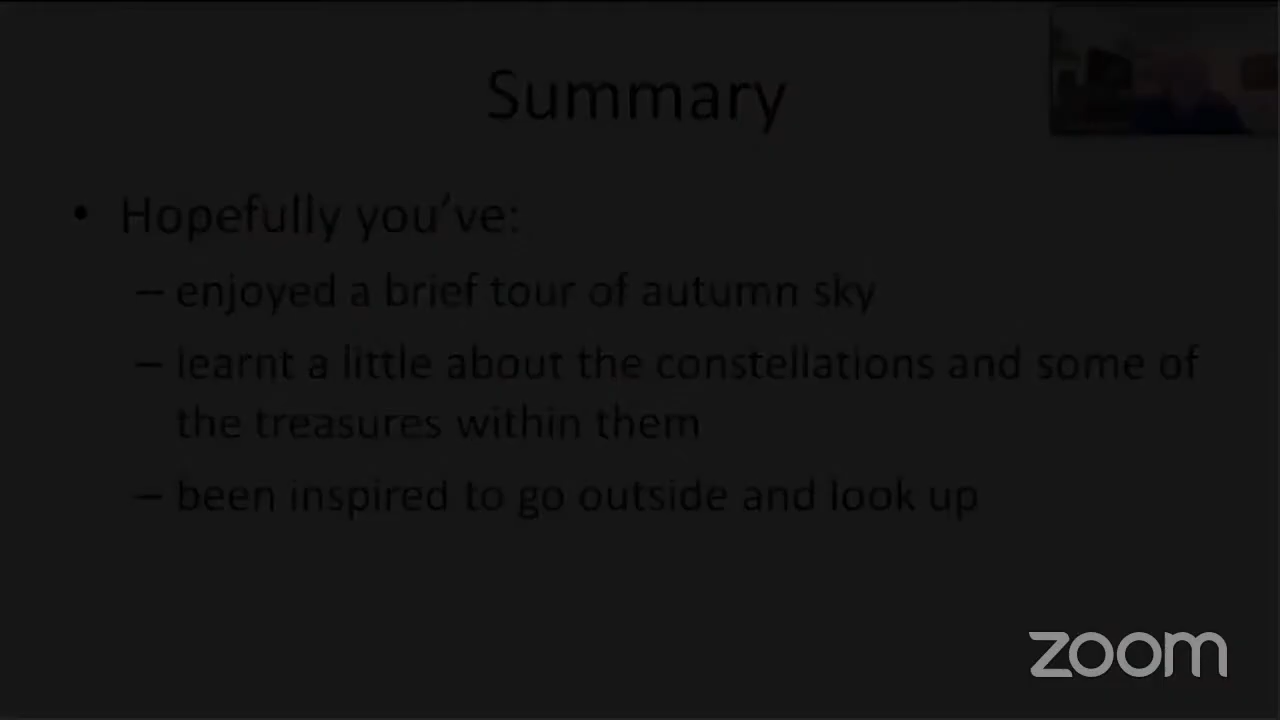 Summary
• Hopefully you’ve:
– enjoyed a brief tour of autumn sky
– learnt a little about the constellations and some of
the treasures within them
– been inspired to go outside and look up
zoom